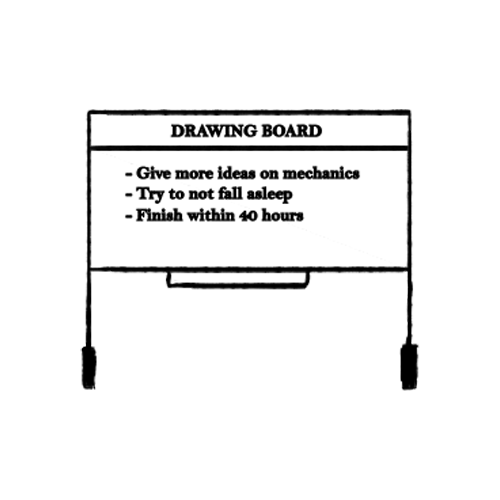 DRAWING BOARD
- Give more ideas on mechanics
- Try to not fall asleep
- Finish within 40 hours